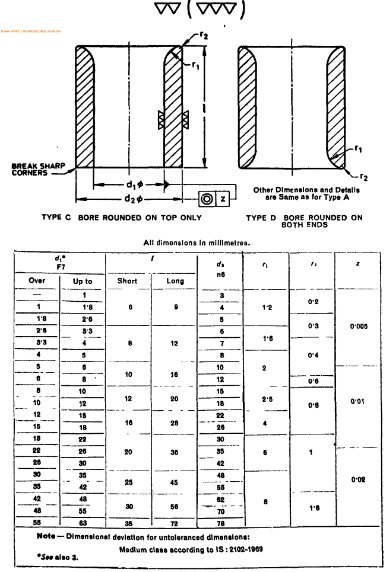 r₂
r₁
l
BREAK SHARP
CORNERS
d₁ φ
d₂ φ
z
r₁
r₂
Other Dimensions and Details
are Same as for Type A
TYPE C BORE ROUNDED ON TOP ONLY
TYPE D BORE ROUNDED ON
BOTH ENDS
All dimensions in millimetres.
d₁* F7 l d₂ n6 r₁ r₂ z
Over Up to Short Long
— 1 6 9 3 1·2 0·2 0·005
1 1·8 4
1·8 2·6 5 0·3
2·6 3·3 8 12 6 1·6
3·3 4 7
4 5 8 0·4
5 6 10 16 10 2
6 8 12 0·6 0·01
8 10 12 20 15 2·5 0·8
10 12 18
12 15 16 28 22 4
15 18 26
18 22 20 36 30 6 1
22 26 35
26 30 42 0·02
30 35 25 45 48
35 42 55 8 1·6
42 48 30 56 62
48 55 70
55 63 35 72 78
Note — Dimensional deviation for untoleranced dimensions:
Medium class according to IS : 2102-1969
*See also 3.